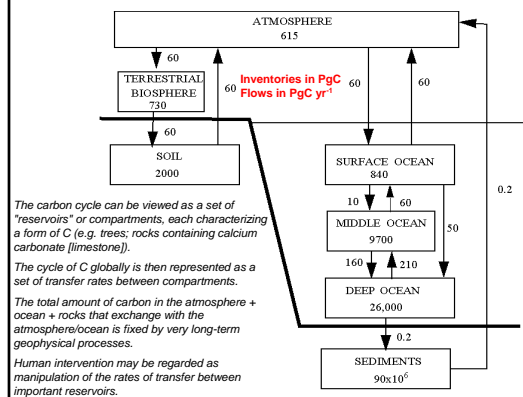 ATMOSPHERE
615
60
60
Inventories in PgC
Flows in PgC yr-1
60
60
TERRESTRIAL
BIOSPHERE
730
60
SOIL
2000
SURFACE OCEAN
840
0.2
10
60
50
MIDDLE OCEAN
9700
160
210
DEEP OCEAN
26,000
0.2
SEDIMENTS
90x10^6
The carbon cycle can be viewed as a set of
"reservoirs" or compartments, each characterizing
a form of C (e.g. trees; rocks containing calcium
carbonate [limestone]).
The cycle of C globally is then represented as a
set of transfer rates between compartments.
The total amount of carbon in the atmosphere +
ocean + rocks that exchange with the
atmosphere/ocean is fixed by very long-term
geophysical processes.
Human intervention may be regarded as
manipulation of the rates of transfer between
important reservoirs.